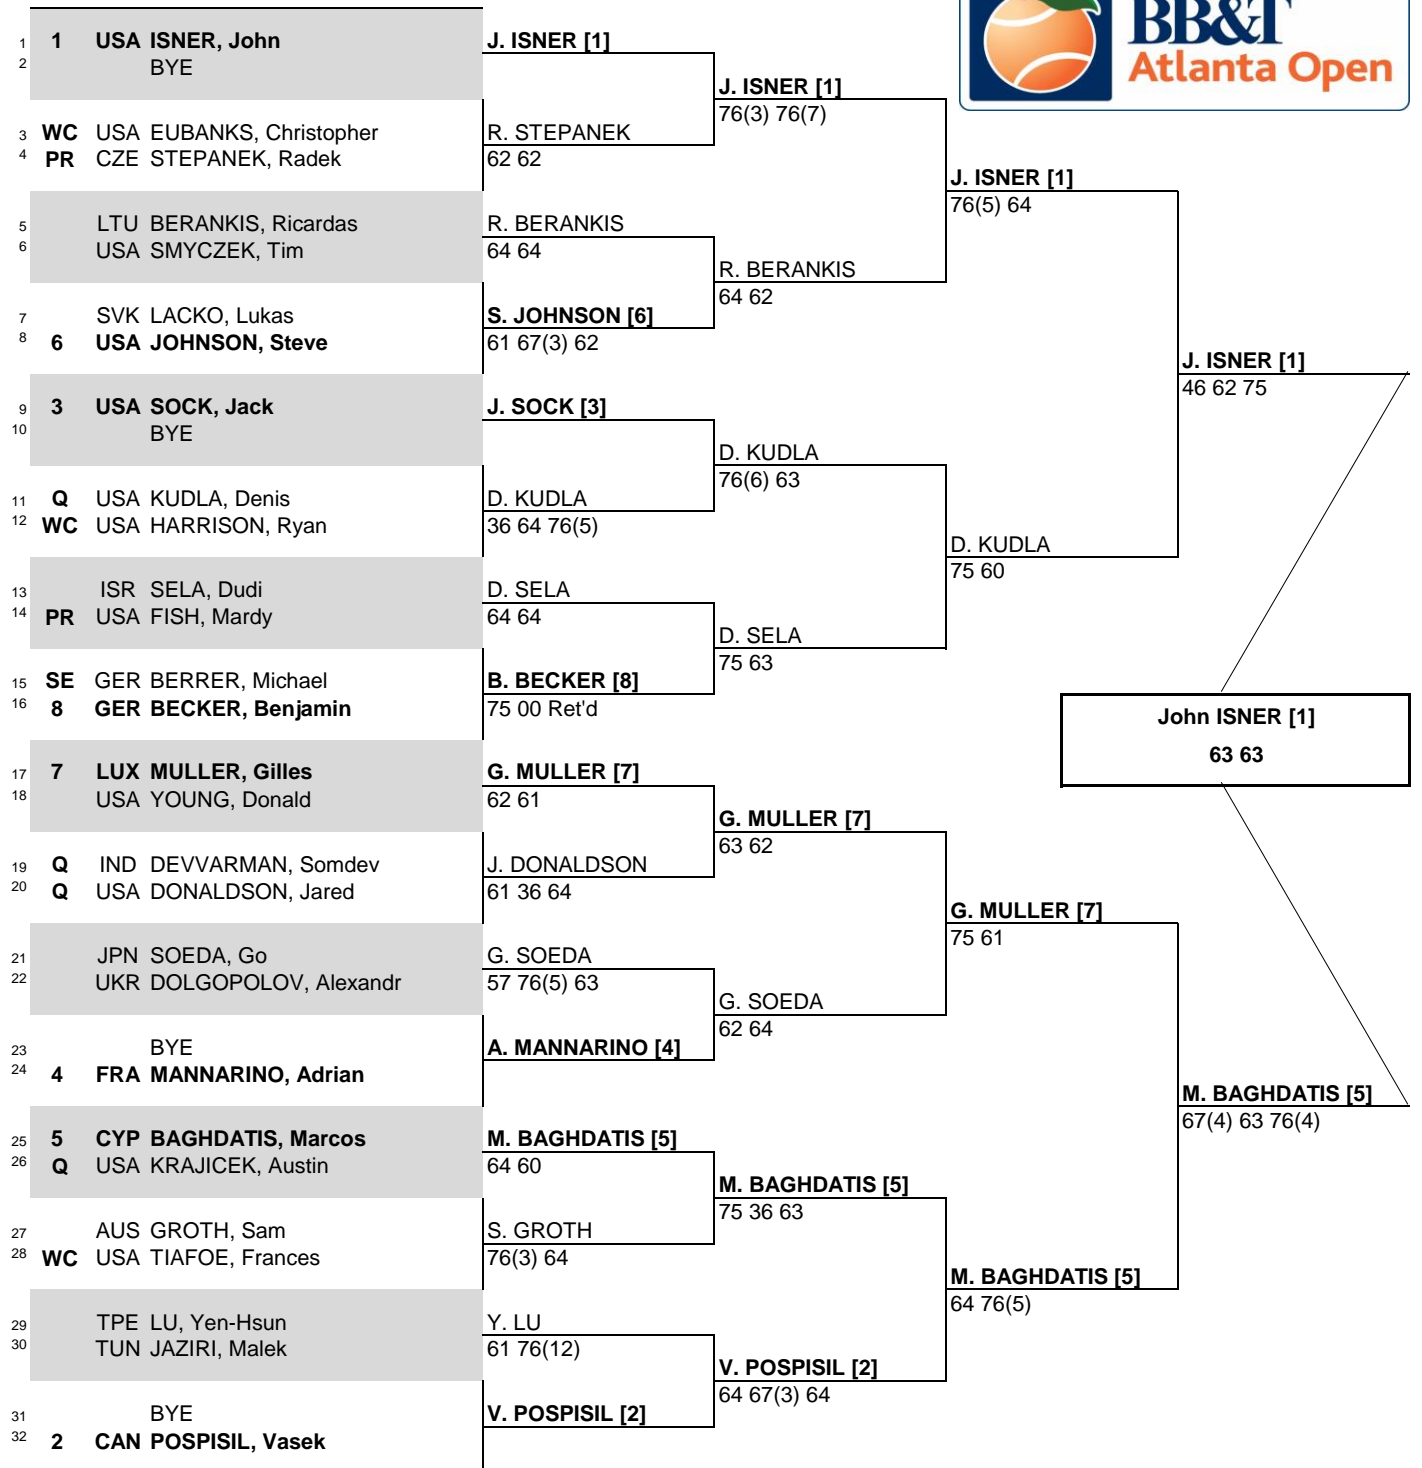 BB&T
Atlanta Open
1 1 USA ISNER, John
2 BYE
3 WC USA EUBANKS, Christopher
4 PR CZE STEPANEK, Radek
5 LTU BERANKIS, Ricardas
6 USA SMYCZEK, Tim
7 SVK LACKO, Lukas
8 6 USA JOHNSON, Steve
9 3 USA SOCK, Jack
10 BYE
11 Q USA KUDLA, Denis
12 WC USA HARRISON, Ryan
13 ISR SELA, Dudi
14 PR USA FISH, Mardy
15 SE GER BERRER, Michael
16 8 GER BECKER, Benjamin
17 7 LUX MULLER, Gilles
18 USA YOUNG, Donald
19 Q IND DEVVARMAN, Somdev
20 Q USA DONALDSON, Jared
21 JPN SOEDA, Go
22 UKR DOLGOPOLOV, Alexandr
23 BYE
24 4 FRA MANNARINO, Adrian
25 5 CYP BAGHDATIS, Marcos
26 Q USA KRAJICEK, Austin
27 AUS GROTH, Sam
28 WC USA TIAFOE, Frances
29 TPE LU, Yen-Hsun
30 TUN JAZIRI, Malek
31 BYE
32 2 CAN POSPISIL, Vasek
J. ISNER [1]
R. STEPANEK
62 62
R. BERANKIS
64 64
S. JOHNSON [6]
61 67(3) 62
J. SOCK [3]
D. KUDLA
36 64 76(5)
D. SELA
64 64
B. BECKER [8]
75 00 Ret'd
G. MULLER [7]
62 61
J. DONALDSON
61 36 64
G. SOEDA
57 76(5) 63
A. MANNARINO [4]
M. BAGHDATIS [5]
64 60
S. GROTH
76(3) 64
Y. LU
61 76(12)
V. POSPISIL [2]
J. ISNER [1]
76(3) 76(7)
R. BERANKIS
64 62
D. KUDLA
76(6) 63
D. SELA
75 63
G. MULLER [7]
63 62
G. SOEDA
62 64
M. BAGHDATIS [5]
75 36 63
V. POSPISIL [2]
64 67(3) 64
J. ISNER [1]
76(5) 64
D. KUDLA
75 60
G. MULLER [7]
75 61
M. BAGHDATIS [5]
64 76(5)
J. ISNER [1]
46 62 75
M. BAGHDATIS [5]
67(4) 63 76(4)
John ISNER [1]
63 63